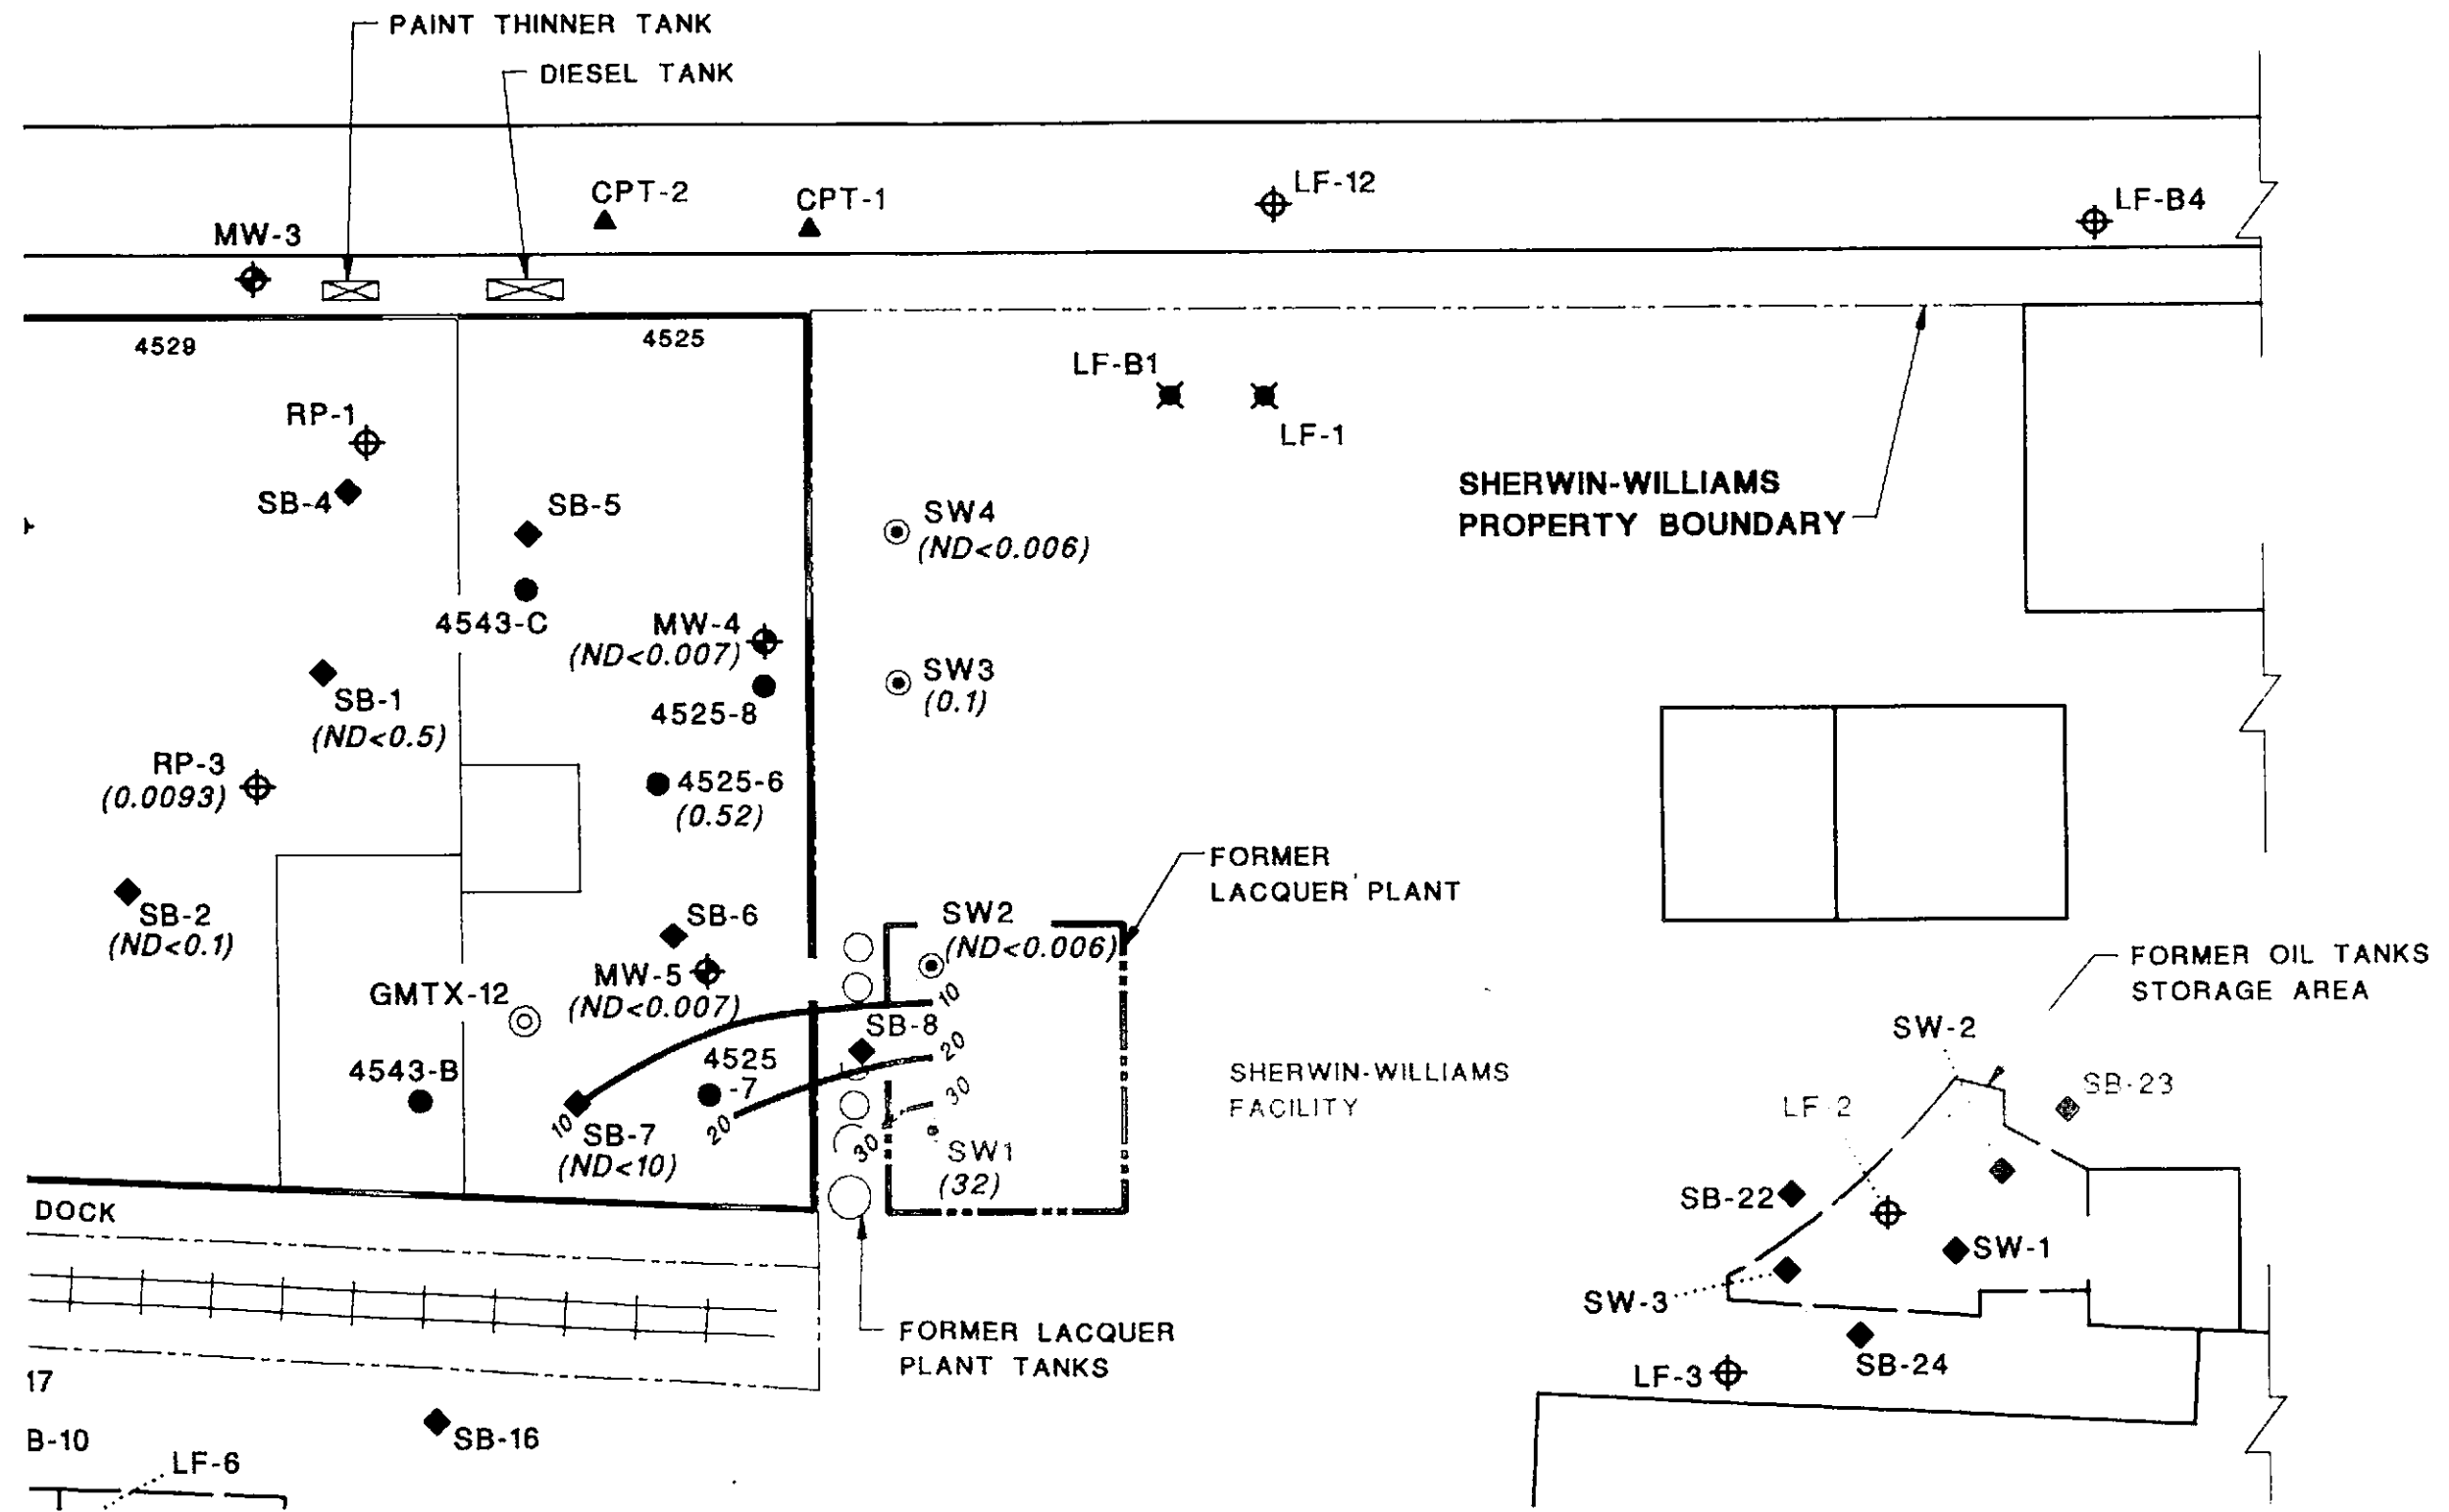 PAINT THINNER TANK
DIESEL TANK
CPT-2
CPT-1
LF-12
LF-B4
MW-3
4529
4525
LF-B1
LF-1
RP-1
SB-4
SB-5
SHERWIN-WILLIAMS
PROPERTY BOUNDARY
SW4
(ND<0.006)
4543-C
MW-4
(ND<0.007)
SW3
(0.1)
SB-1
(ND<0.5)
4525-8
RP-3
(0.0093)
4525-6
(0.52)
FORMER
LACQUER PLANT
SB-2
(ND<0.1)
SB-6
SW2
(ND<0.006)
FORMER OIL TANKS
STORAGE AREA
MW-5
(ND<0.007)
GMTX-12
10
SB-8
20
SW-2
4525
-7
4543-B
30
SHERWIN-WILLIAMS
FACILITY
LF-2
SB-23
10
SB-7
(ND<10)
20
30
SW1
(32)
SB-22
SW-1
DOCK
SW-3
FORMER LACQUER
PLANT TANKS
SB-24
LF-3
17
B-10
SB-16
LF-6